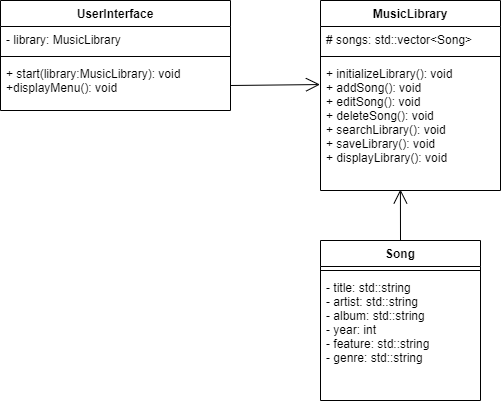 UserInterface
- library: MusicLibrary
+ start(library:MusicLibrary): void
+displayMenu(): void
MusicLibrary
# songs: std::vector<Song>
+ initializeLibrary(): void
+ addSong(): void
+ editSong(): void
+ deleteSong(): void
+ searchLibrary(): void
+ saveLibrary(): void
+ displayLibrary(): void
Song
- title: std::string
- artist: std::string
- album: std::string
- year: int
- feature: std::string
- genre: std::string